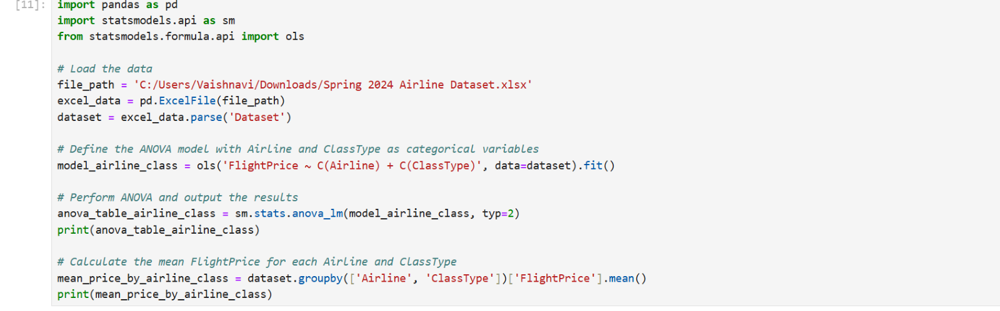 [11]: import pandas as pd
import statsmodels.api as sm
from statsmodels.formula.api import ols
# Load the data
file_path = 'C:/Users/Vaishnavi/Downloads/Spring 2024 Airline Dataset.xlsx'
excel_data = pd.ExcelFile(file_path)
dataset = excel_data.parse('Dataset')
# Define the ANOVA model with Airline and ClassType as categorical variables
model_airline_class = ols('FlightPrice ~ C(Airline) + C(ClassType)', data=dataset).fit()
# Perform ANOVA and output the results
anova_table_airline_class = sm.stats.anova_lm(model_airline_class, typ=2)
print(anova_table_airline_class)
# Calculate the mean FlightPrice for each Airline and ClassType
mean_price_by_airline_class = dataset.groupby(['Airline', 'ClassType'])['FlightPrice'].mean()
print(mean_price_by_airline_class)